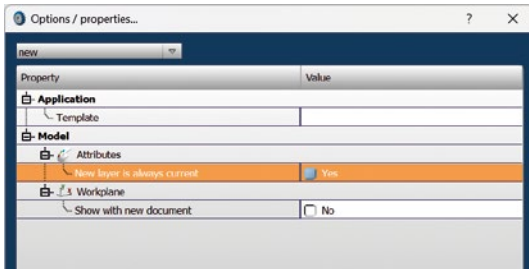 Options / properties...
new
Property Value
Application
Template
Model
Attributes
New layer is always current Yes
Workplane
Show with new document No